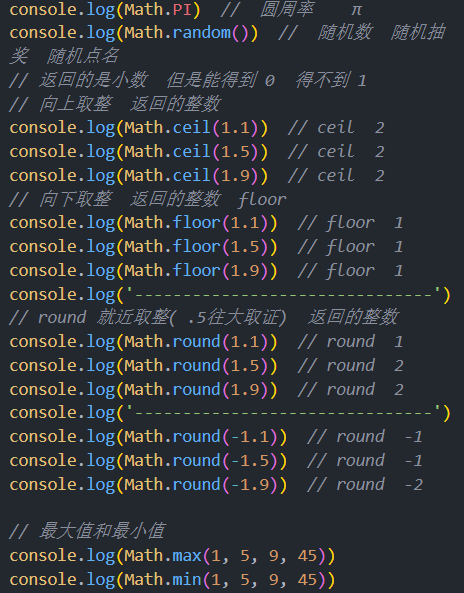 console.log(Math.PI)  //  圆周率    π
console.log(Math.random())  //  随机数  随机抽
奖  随机点名
// 返回的是小数  但是能得到 0  得不到 1
// 向上取整  返回的整数
console.log(Math.ceil(1.1))  // ceil  2
console.log(Math.ceil(1.5))  // ceil  2
console.log(Math.ceil(1.9))  // ceil  2
// 向下取整  返回的整数  floor
console.log(Math.floor(1.1))  // floor  1
console.log(Math.floor(1.5))  // floor  1
console.log(Math.floor(1.9))  // floor  1
console.log('-------------------------------')
// round 就近取整( .5往大取证)  返回的整数
console.log(Math.round(1.1))  // round  1
console.log(Math.round(1.5))  // round  2
console.log(Math.round(1.9))  // round  2
console.log('-------------------------------')
console.log(Math.round(-1.1))  // round  -1
console.log(Math.round(-1.5))  // round  -1
console.log(Math.round(-1.9))  // round  -2
// 最大值和最小值
console.log(Math.max(1, 5, 9, 45))
console.log(Math.min(1, 5, 9, 45))